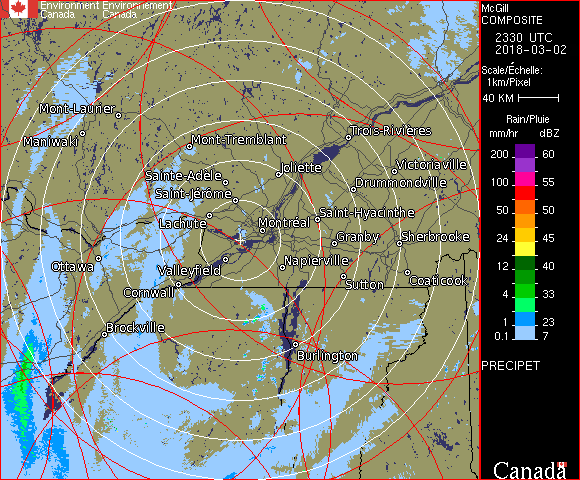 Environment Environnement
Canada Canada
Mont-Laurier
Maniwaki
Mont-Tremblant
Trois-Rivières
Sainte-Adèle
Joliette
Victoriaville
Saint-Jérôme
Drummondville
Lachute
Montréal
Saint-Hyacinthe
Granby
Sherbrooke
Ottawa
Valleyfield
Napierville
Cornwall
Sutton
Coaticook
Brockville
Burlington
McGill
COMPOSITE
2330 UTC
2018-03-02
Scale/Échelle:
1km/Pixel
40 KM
Rain/Pluie
mm/hr dBZ
200 60
150 55
100 55
50 50
24 45
12 40
4 33
1 23
0.1 7
PRECIPET
Canada